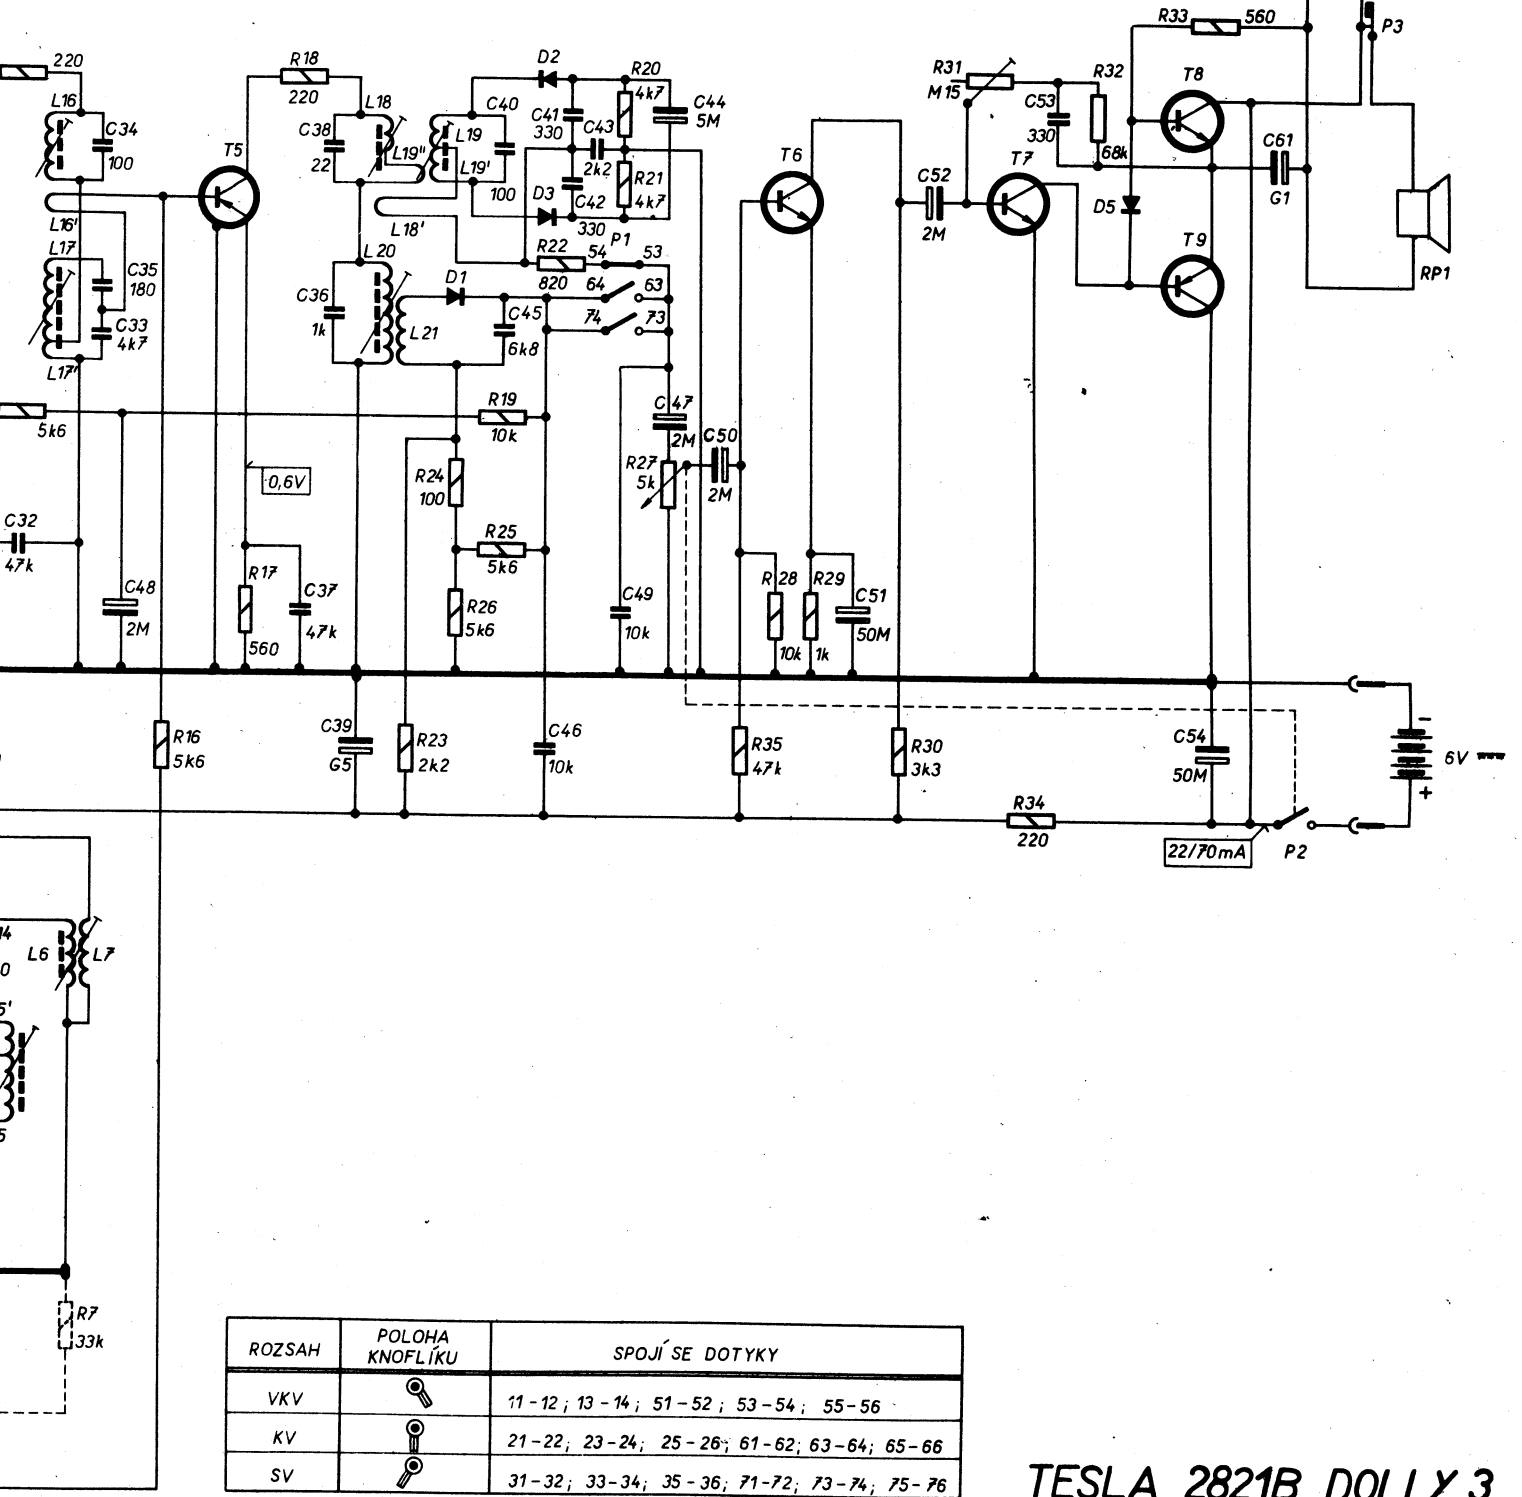 R33 560
P3
220
R18
D2
R20
4k7
R31
M15
R32
T8
L16
L18
C40
C41
330
C43
C44
5M
C53
330
C34
100
220
C38
22
L19
L19"
L19'
2k2
T5
T6
T7
68k
C61
G1
R21
4k7
100
D3
C42
330
C52
2M
D5
L16'
L18'
P1
L17
L20
R22
54
53
T9
C35
180
C36
1k
D1
820
64
63
RP1
C33
4k7
L21
C45
6k8
74
73
L17'
R19
10k
C47
2M
C50
2M
5k6
R24
100
R27
5k
0,6V
C32
47k
R25
5k6
C48
2M
R17
560
C37
47k
R26
5k6
C49
10k
R28
10k
R29
1k
C51
50M
R16
5k6
C39
G5
R23
2k2
C46
10k
R35
47k
R30
3k3
C54
50M
-
6V
+
R34
220
22/70mA
P2
L6
L7
R7
33k
ROZSAH
POLOHA
KNOFLÍKU
SPOJÍ SE DOTYKY
VKV 11-12; 13-14; 51-52; 53-54; 55-56
KV 21-22; 23-24; 25-26; 61-62; 63-64; 65-66
SV 31-32; 33-34; 35-36; 71-72; 73-74; 75-76
TESLA 2821B DOLLY 3